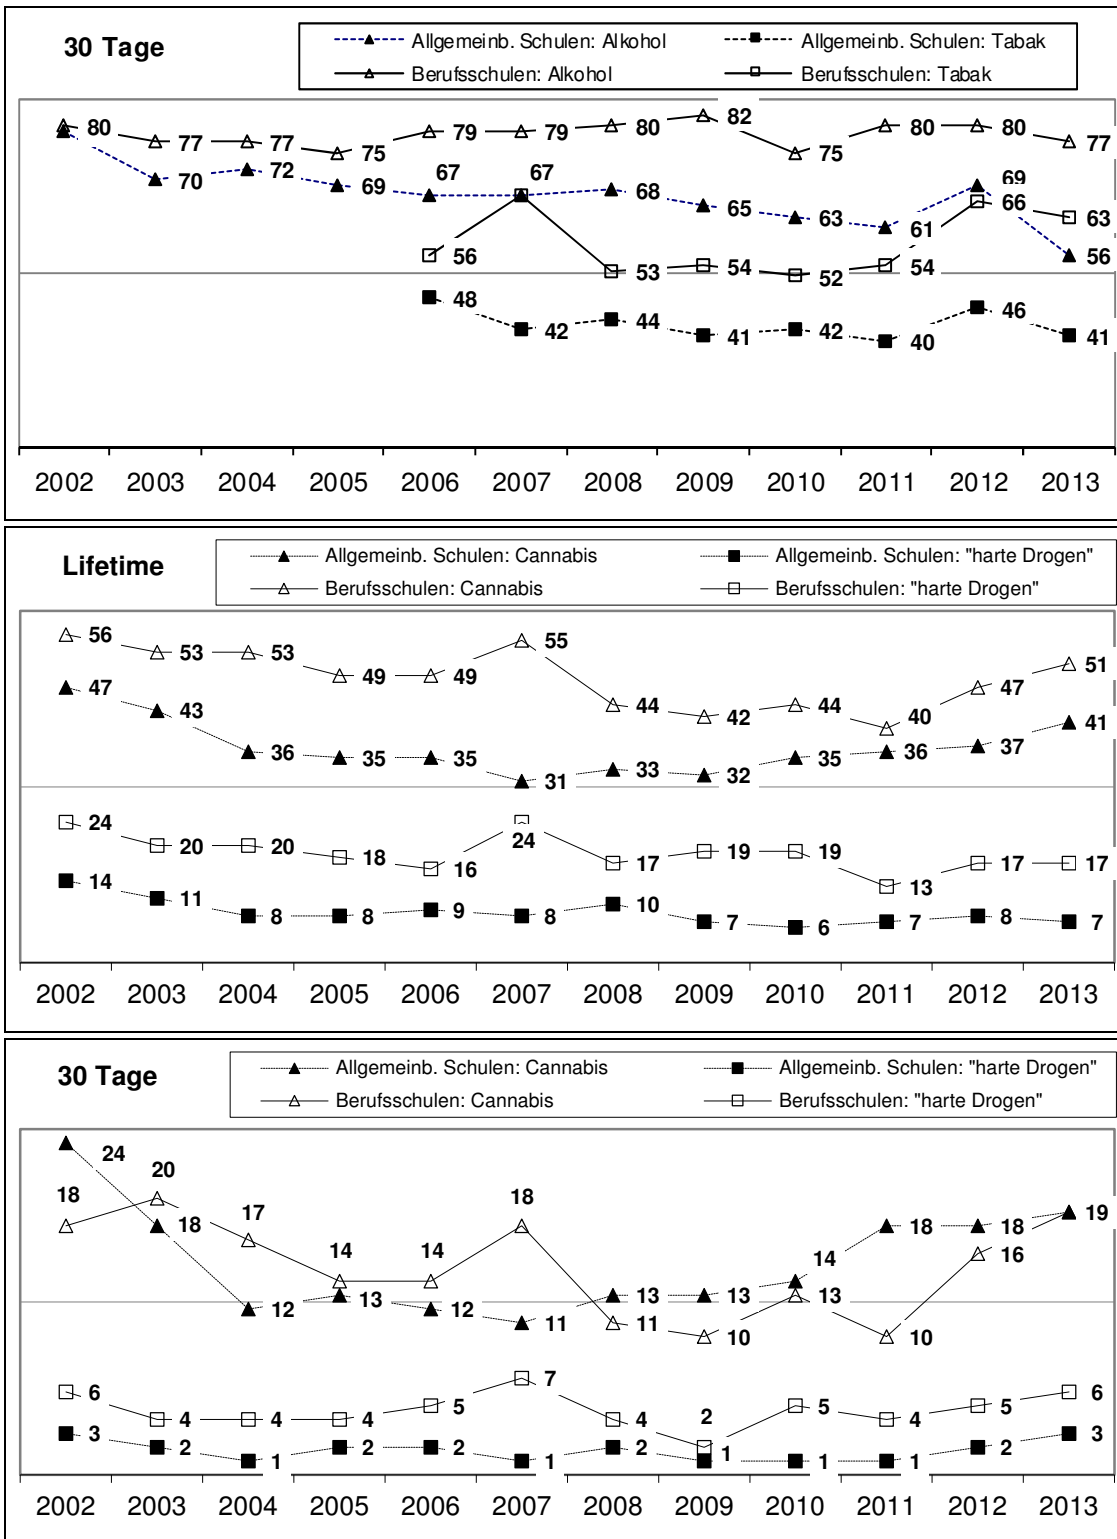 30 Tage
Allgemeinb. Schulen: Alkohol Allgemeinb. Schulen: Tabak
Berufsschulen: Alkohol Berufsschulen: Tabak
80 77 77 75 79 79 80 82 75 80 80 77
70 72 69 67 67 68 65 63 61 69 56
56 53 54 52 54 66 63
48 42 44 41 42 40 46 41
2002 2003 2004 2005 2006 2007 2008 2009 2010 2011 2012 2013
Lifetime
Allgemeinb. Schulen: Cannabis Allgemeinb. Schulen: "harte Drogen"
Berufsschulen: Cannabis Berufsschulen: "harte Drogen"
56 53 53 49 49 55 44 42 44 40 47 51
47 43 36 35 35 31 33 32 35 36 37 41
24 20 20 18 16 24 17 19 19 13 17 17
14 11 8 8 9 8 10 7 6 7 8 7
2002 2003 2004 2005 2006 2007 2008 2009 2010 2011 2012 2013
30 Tage
Allgemeinb. Schulen: Cannabis Allgemeinb. Schulen: "harte Drogen"
Berufsschulen: Cannabis Berufsschulen: "harte Drogen"
24 18 12 13 12 11 13 13 14 18 18 19
18 20 17 14 14 18 11 10 13 10 16
6 4 4 4 5 7 4 2 5 4 5 6
3 2 1 2 2 1 2 1 1 1 2 3
2002 2003 2004 2005 2006 2007 2008 2009 2010 2011 2012 2013